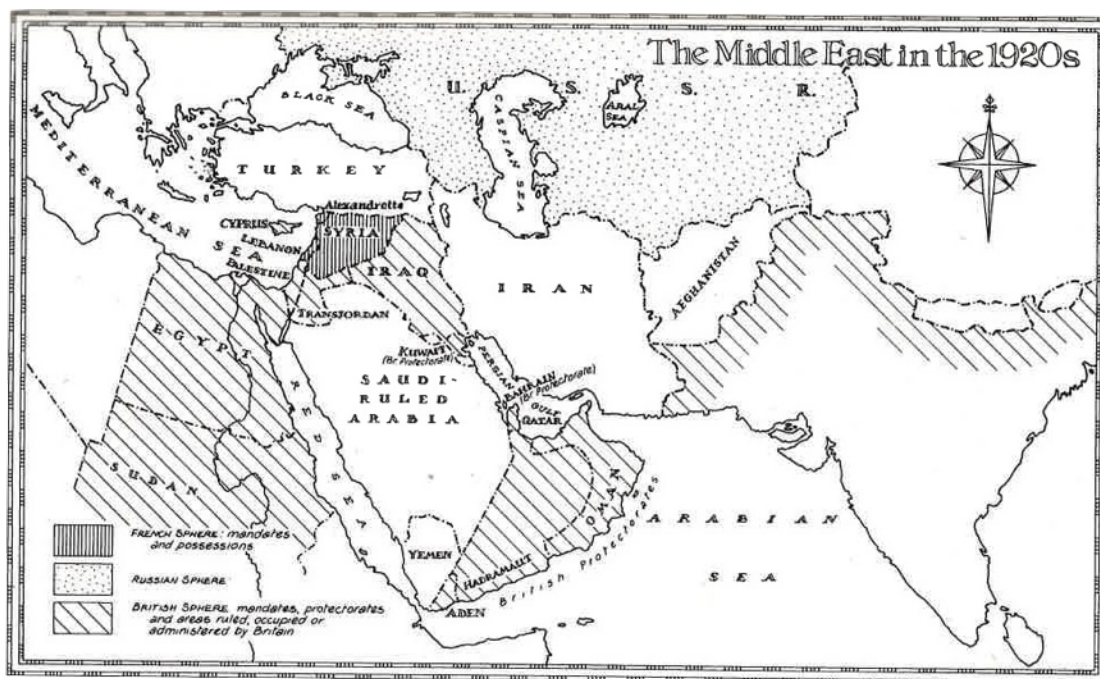 The Middle East in the 1920s
U. S. S. R.
BLACK SEA
CASPIAN SEA
ARAL
SEA
MEDITERRANEAN SEA
TURKEY
Alexandretta
CYPRUS
SYRIA
LEBANON
PALESTINE
IRAQ
IRAN
AFGHANISTAN
TRANSJORDAN
EGYPT
KUWAIT
(Br. Protectorate)
PERSIAN
GULF
BAHRAIN
(Br. Protectorate)
QATAR
SAUDI-
RULED
ARABIA
RED SEA
SUDAN
OMAN
ARABIAN
SEA
YEMEN
HADRAMAUT
British Protectorates
ADEN
FRENCH SPHERE: mandates
and possessions
RUSSIAN SPHERE
BRITISH SPHERE mandates, protectorates
and areas ruled, occupied or
administered by Britain